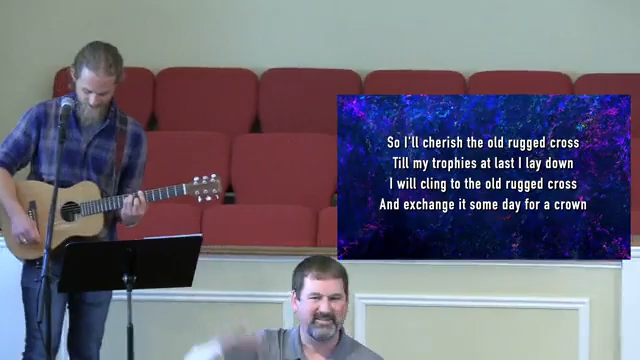 So I'll cherish the old rugged cross
Till my trophies at last I lay down
I will cling to the old rugged cross
And exchange it some day for a crown